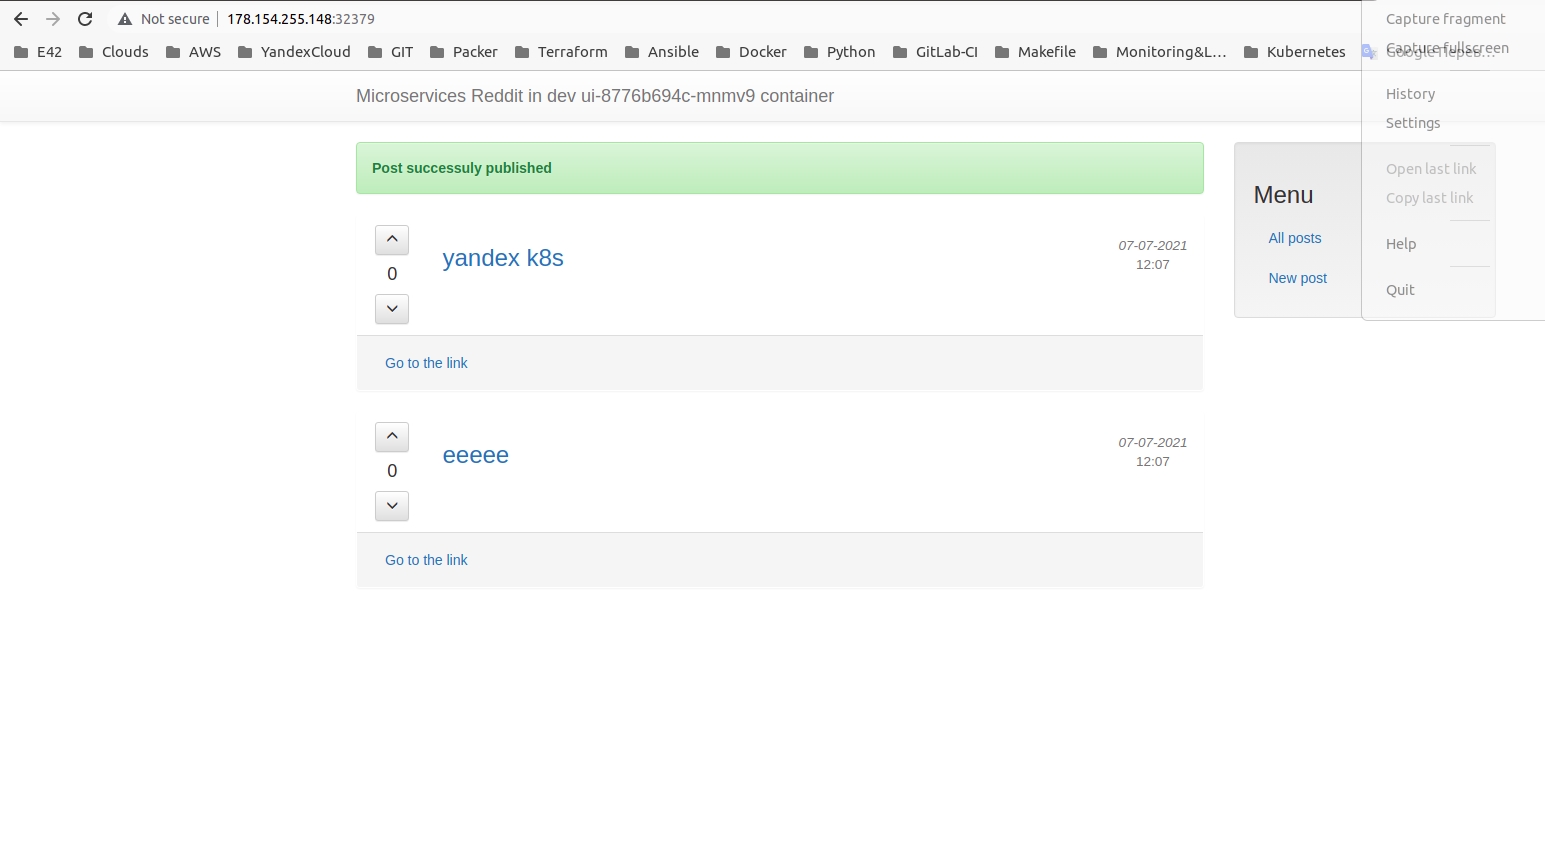 Not secure 178.154.255.148:32379
E42 Clouds AWS YandexCloud GIT Packer Terraform Ansible Docker Python GitLab-CI Makefile Monitoring&L... Kubernetes Google Перев...
Capture fragment
Capture fullscreen
History
Settings
Open last link
Copy last link
Help
Quit
Microservices Reddit in dev ui-8776b694c-mnmv9 container
Post successuly published
0
yandex k8s
07-07-2021
12:07
Go to the link
0
eeeee
07-07-2021
12:07
Go to the link
Menu
All posts
New post